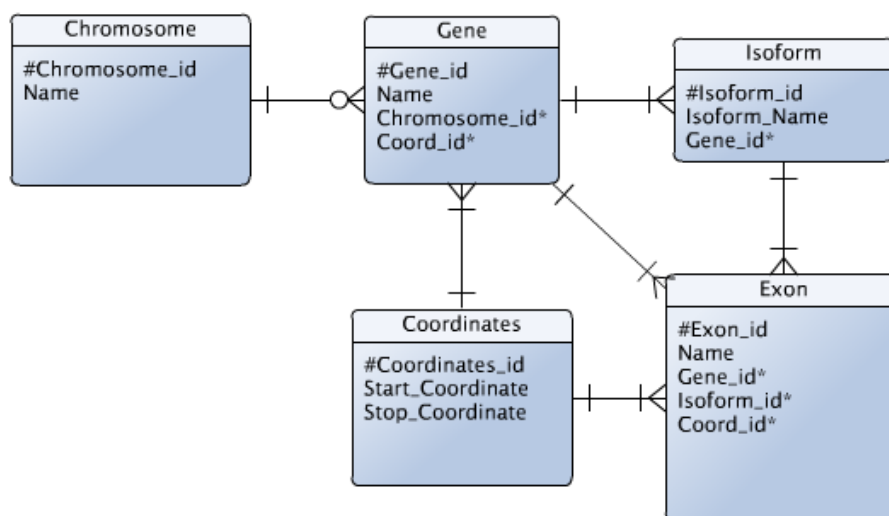 Chromosome
#Chromosome_id
Name
Gene
#Gene_id
Name
Chromosome_id*
Coord_id*
Isoform
#Isoform_id
Isoform_Name
Gene_id*
Coordinates
#Coordinates_id
Start_Coordinate
Stop_Coordinate
Exon
#Exon_id
Name
Gene_id*
Isoform_id*
Coord_id*